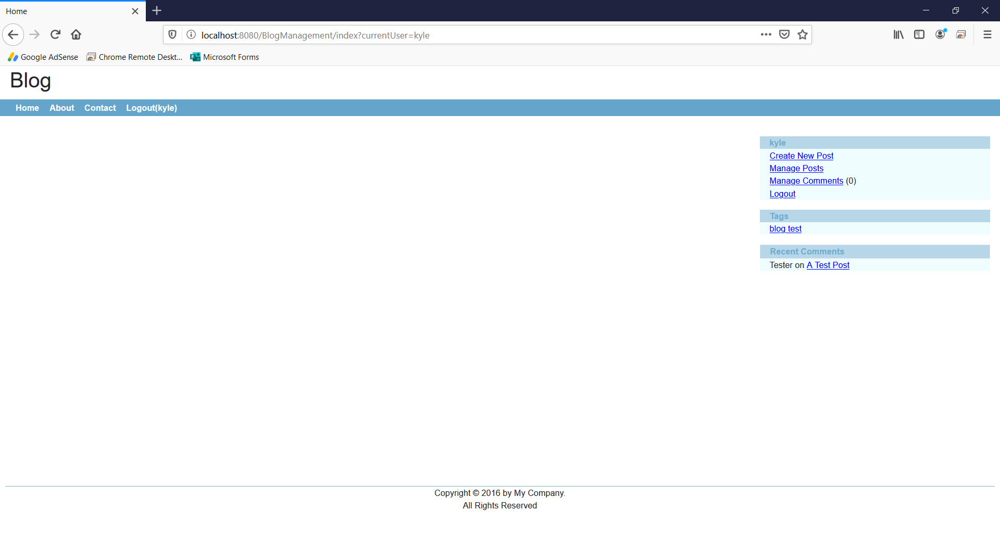 Home
localhost:8080/BlogManagement/index?currentUser=kyle
Google AdSense Chrome Remote Deskt... Microsoft Forms
Blog
Home About Contact Logout(kyle)
kyle
Create New Post
Manage Posts
Manage Comments (0)
Logout
Tags
blog test
Recent Comments
Tester on A Test Post
Copyright © 2016 by My Company.
All Rights Reserved